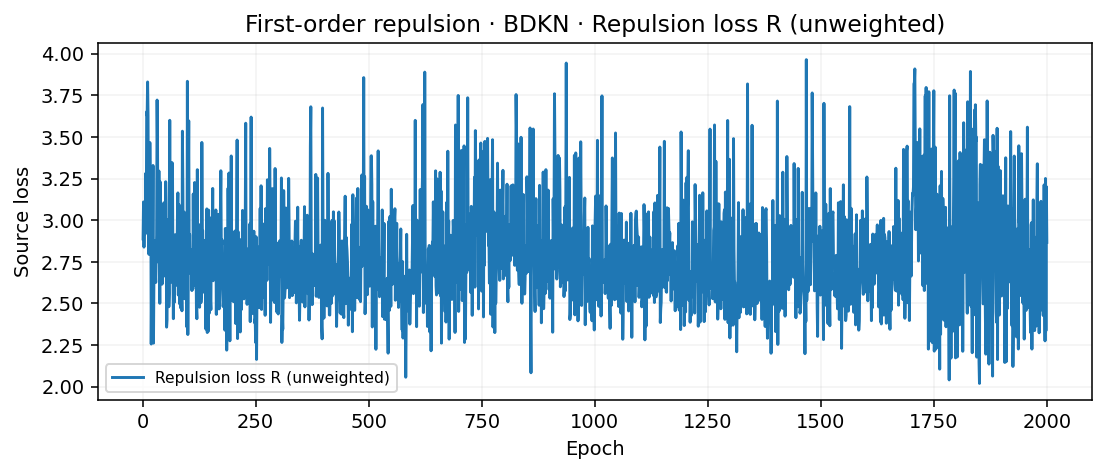 First-order repulsion · BDKN · Repulsion loss R (unweighted)
4.00
3.75
3.50
3.25
3.00
2.75
2.50
2.25
2.00
Source loss
Repulsion loss R (unweighted)
0 250 500 750 1000 1250 1500 1750 2000
Epoch